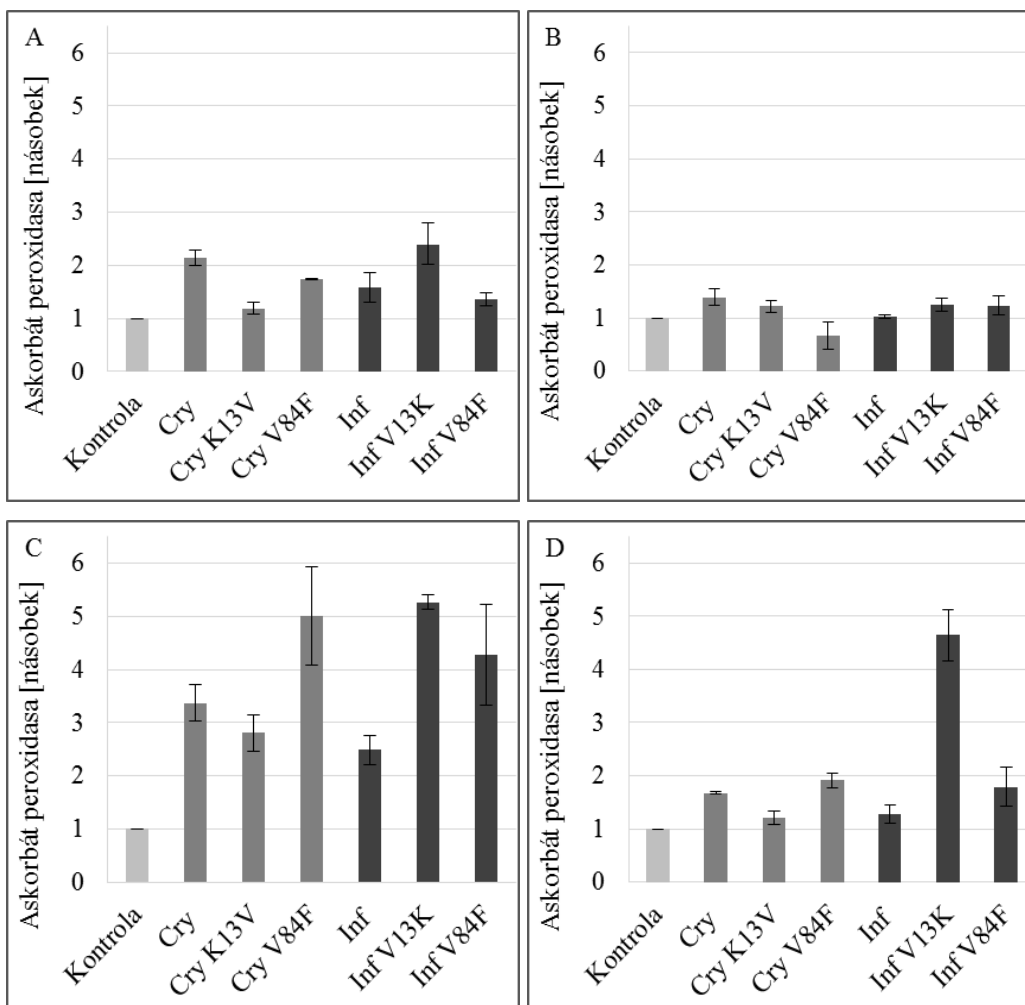 A
Askorbát peroxidasa [násobek]
6
5
4
3
2
1
0
Kontrola
Cry
Cry K13V
Cry V84F
Inf
Inf V13K
Inf V84F
B
Askorbát peroxidasa [násobek]
6
5
4
3
2
1
0
Kontrola
Cry
Cry K13V
Cry V84F
Inf
Inf V13K
Inf V84F
C
Askorbát peroxidasa [násobek]
6
5
4
3
2
1
0
Kontrola
Cry
Cry K13V
Cry V84F
Inf
Inf V13K
Inf V84F
D
Askorbát peroxidasa [násobek]
6
5
4
3
2
1
0
Kontrola
Cry
Cry K13V
Cry V84F
Inf
Inf V13K
Inf V84F